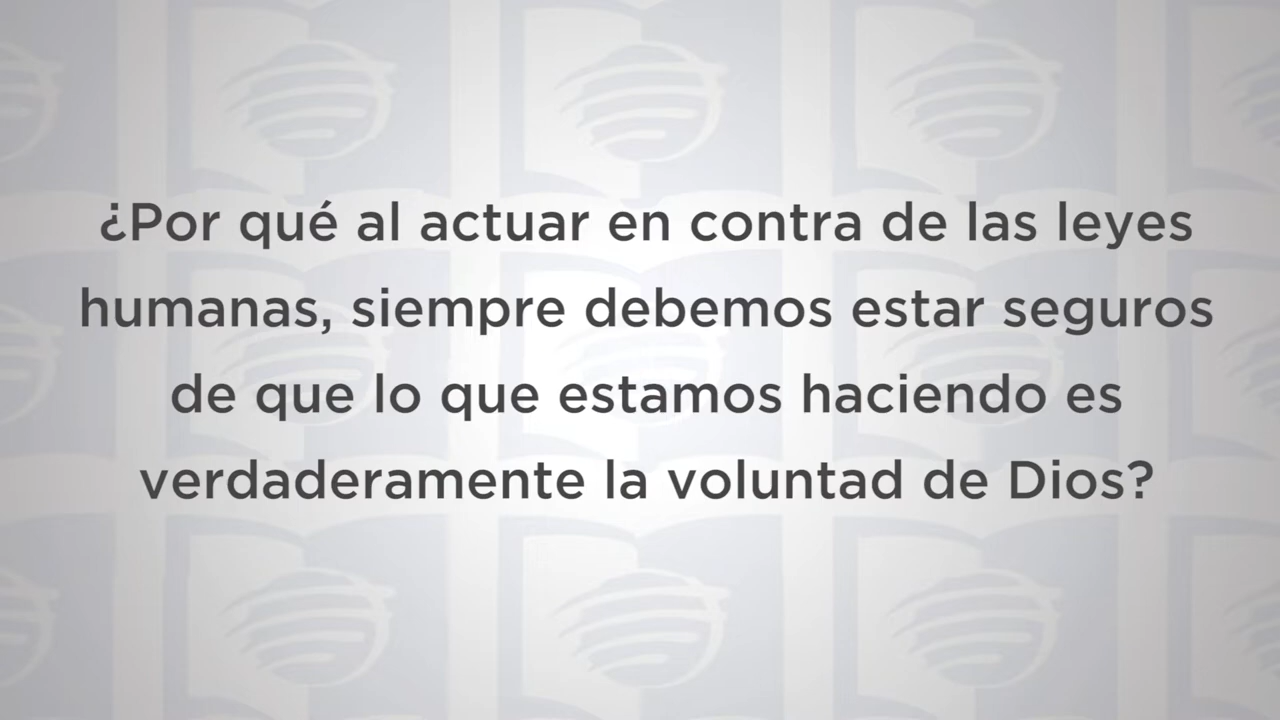 ¿Por qué al actuar en contra de las leyes
humanas, siempre debemos estar seguros
de que lo que estamos haciendo es
verdaderamente la voluntad de Dios?